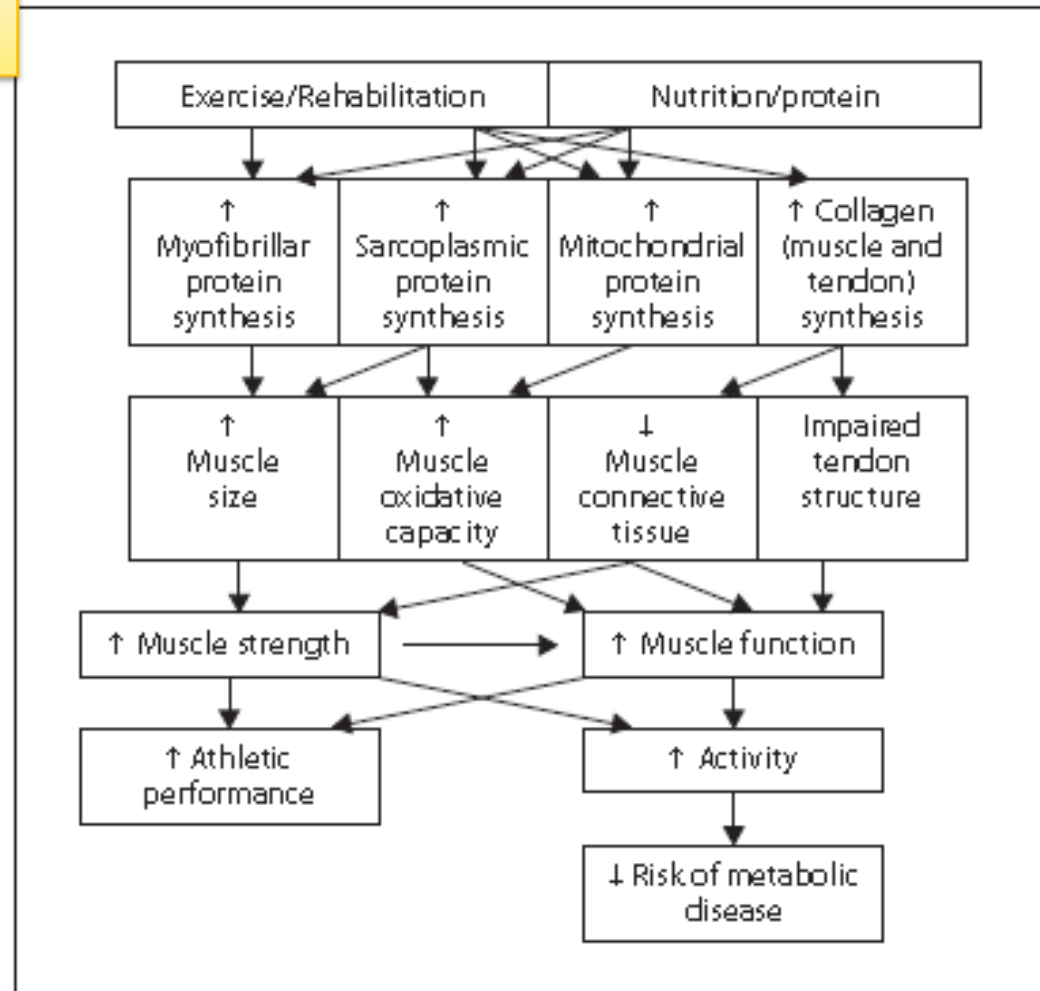 Exercise/Rehabilitation
Nutrition/protein
↑
Myofibrillar
protein
synthesis
↑
Sarcoplasmic
protein
synthesis
↑
Mitochondrial
protein
synthesis
↑ Collagen
(muscle and
tendon)
synthesis
↑
Muscle
size
↑
Muscle
oxidative
capacity
↓
Muscle
connective
tissue
Impaired
tendon
structure
↑ Muscle strength
↑ Muscle function
↑ Athletic
performance
↑ Activity
↓ Risk of metabolic
disease